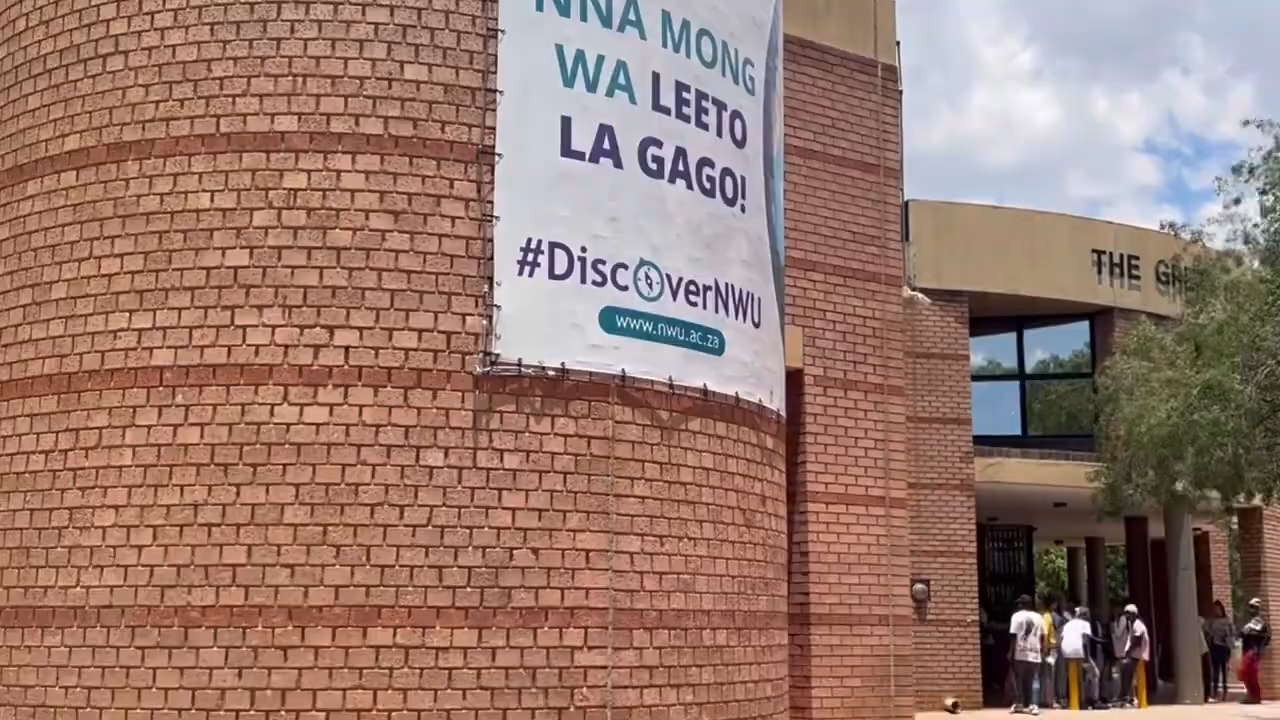 NNA MONG
WA LEETO
LA GAGO!
#DiscoverNWU
www.nwu.ac.za
THE